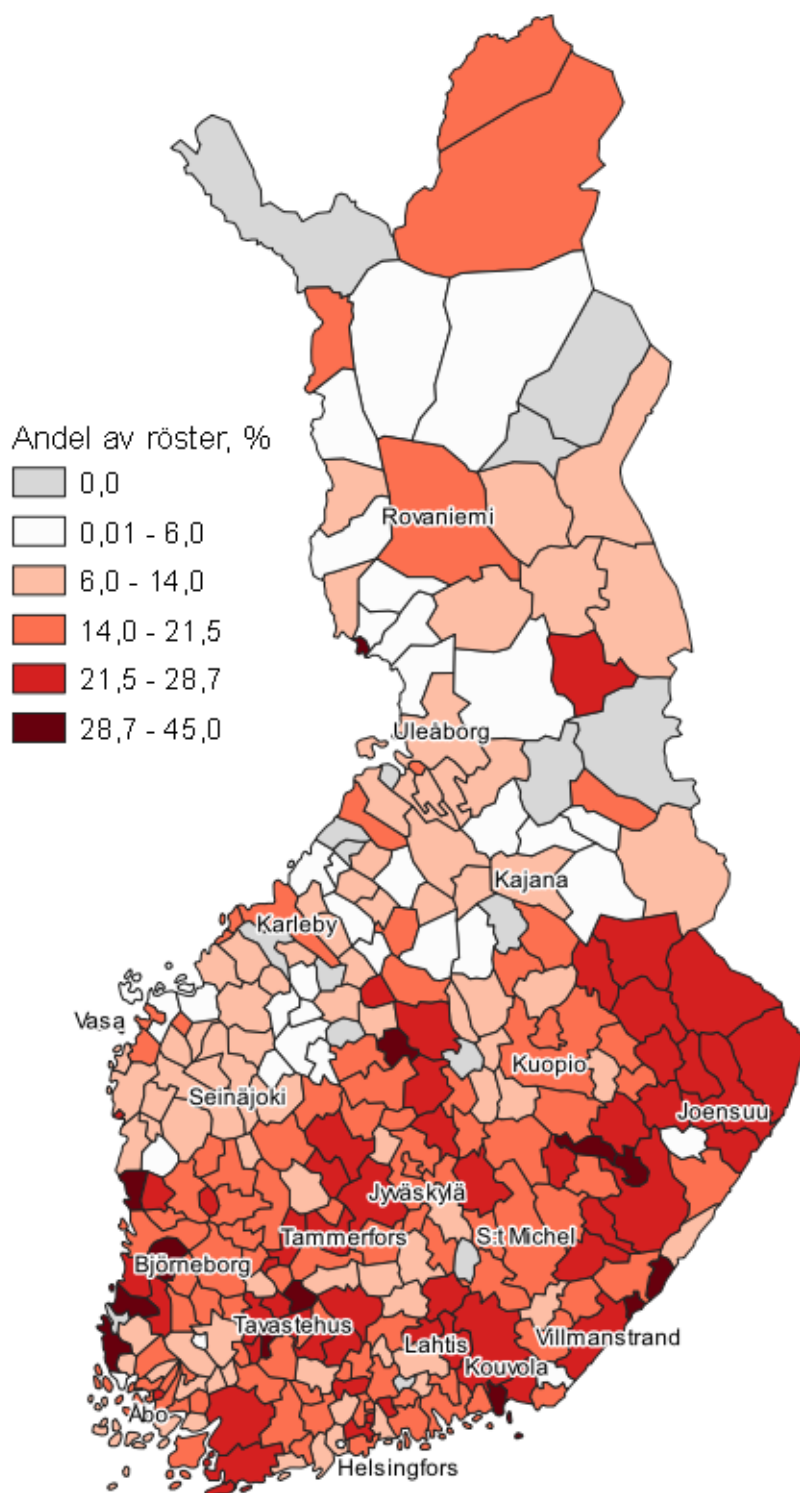 Andel av röster, %
0,0
0,01 - 6,0
6,0 - 14,0
14,0 - 21,5
21,5 - 28,7
28,7 - 45,0
Rovaniemi
Uleåborg
Kajana
Karleby
Vasa
Kuopio
Seinäjoki
Joensuu
Jyväskylä
Tammerfors
S:t Michel
Björneborg
Tavastehus
Villmanstrand
Lahtis
Kouvola
Åbo
Helsingfors